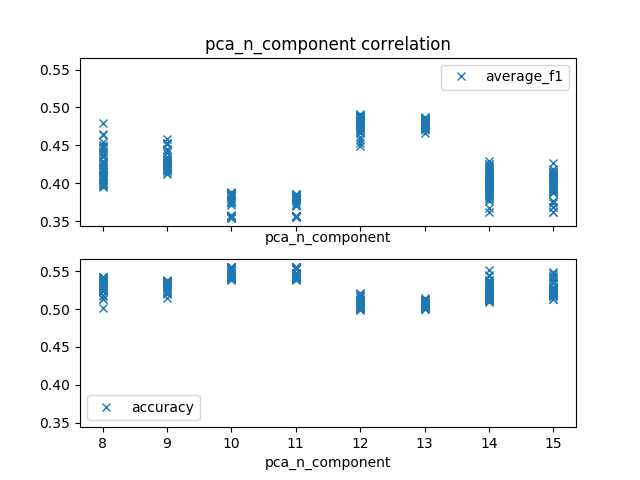 pca_n_component correlation
0.55
0.50
0.45
0.40
0.35
average_f1
pca_n_component
0.55
0.50
0.45
0.40
0.35
accuracy
8 9 10 11 12 13 14 15
pca_n_component